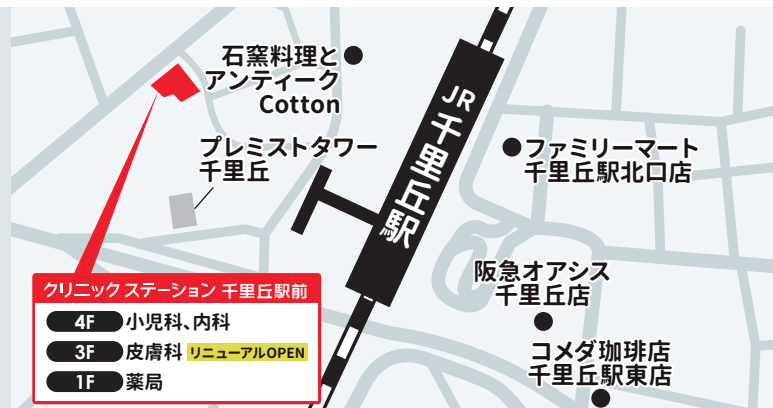 石窯料理と
アンティーク
Cotton
プレミストタワー
千里丘
JR 千里丘駅
ファミリーマート
千里丘駅北口店
阪急オアシス
千里丘店
コメダ珈琲店
千里丘駅東店
クリニック ステーション 千里丘駅前
4F 小児科、内科
3F 皮膚科 リニューアルOPEN
1F 薬局